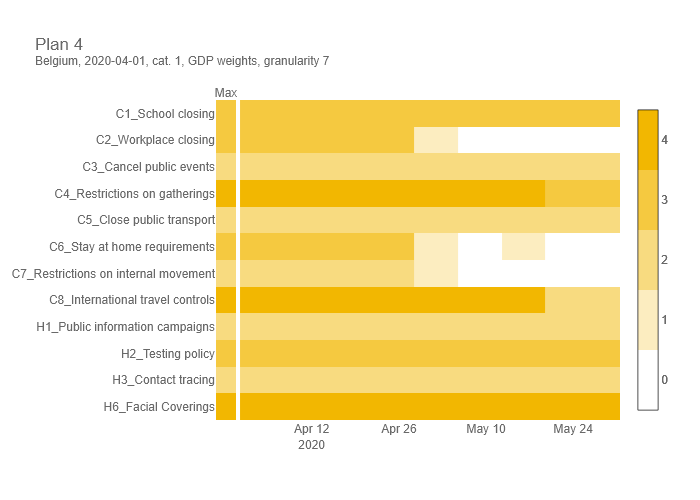 Plan 4
Belgium, 2020-04-01, cat. 1, GDP weights, granularity 7
Max
C1_School closing
C2_Workplace closing
C3_Cancel public events
C4_Restrictions on gatherings
C5_Close public transport
C6_Stay at home requirements
C7_Restrictions on internal movement
C8_International travel controls
H1_Public information campaigns
H2_Testing policy
H3_Contact tracing
H6_Facial Coverings
Apr 12
2020
Apr 26
May 10
May 24
4
3
2
1
0